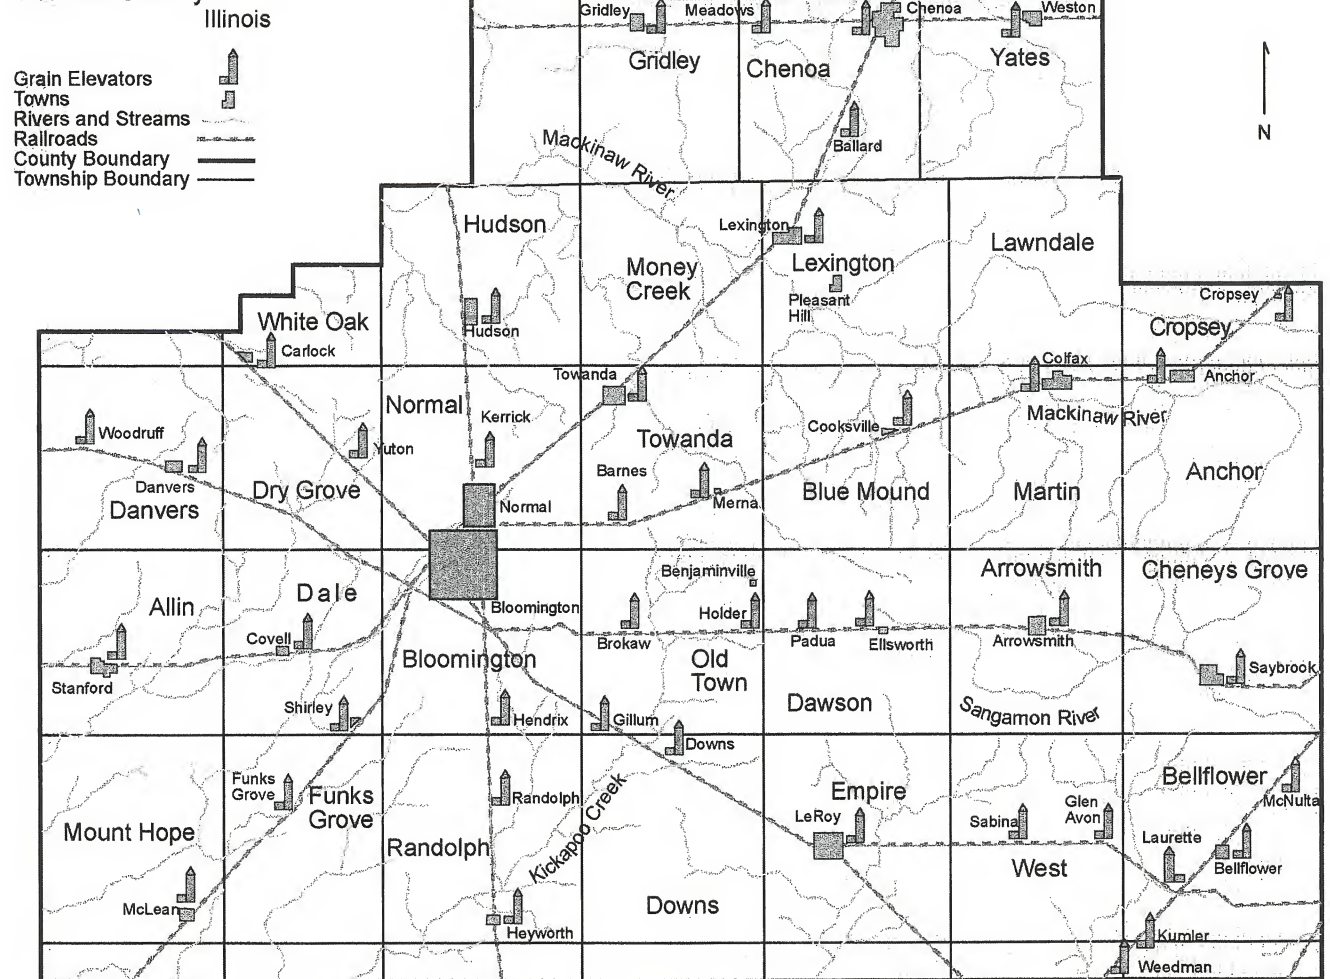 Illinois
Grain Elevators
Towns
Rivers and Streams
Railroads
County Boundary
Township Boundary
N
Gridley
Meadows
Chenoa
Weston
Gridley
Chenoa
Yates
Ballard
Mackinaw River
Hudson
Lexington
Lawndale
Money
Creek
Lexington
Pleasant
Hill
Cropsey
Cropsey
White Oak
Hudson
Carlock
Colfax
Towanda
Anchor
Normal
Kerrick
Mackinaw River
Cooksville
Woodruff
Yuton
Towanda
Barnes
Anchor
Danvers
Dry Grove
Merna
Blue Mound
Martin
Danvers
Normal
Benjaminville
Arrowsmith
Cheneys Grove
Allin
Dale
Bloomington
Holder
Covell
Brokaw
Padua
Ellsworth
Arrowsmith
Bloomington
Old
Town
Saybrook
Stanford
Shirley
Hendrix
Gillum
Dawson
Sangamon River
Downs
Funks
Grove
Funks
Grove
Randolph
Kickapoo Creek
Empire
Bellflower
McNulta
LeRoy
Sabina
Glen
Avon
Mount Hope
Randolph
Laurette
West
Bellflower
McLean
Downs
Heyworth
Kumler
Weedman